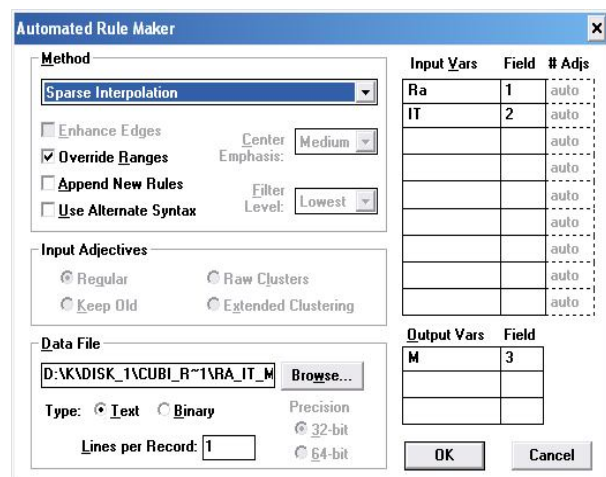 Automated Rule Maker
Method
Sparse Interpolation
Enhance Edges
Override Ranges
Append New Rules
Use Alternate Syntax
Center Emphasis:
Medium
Filter Level:
Lowest
Input Adjectives
Regular
Raw Clusters
Keep Old
Extended Clustering
Data File
D:\K\DISK_1\CUBI_R~1\RA_IT_M
Browse...
Type: Text Binary
Lines per Record: 1
Precision
32-bit
64-bit
Input Vars Field # Adjs
Ra 1 auto
IT 2 auto
auto
auto
auto
auto
auto
auto
auto
Output Vars Field
M 3
OK Cancel